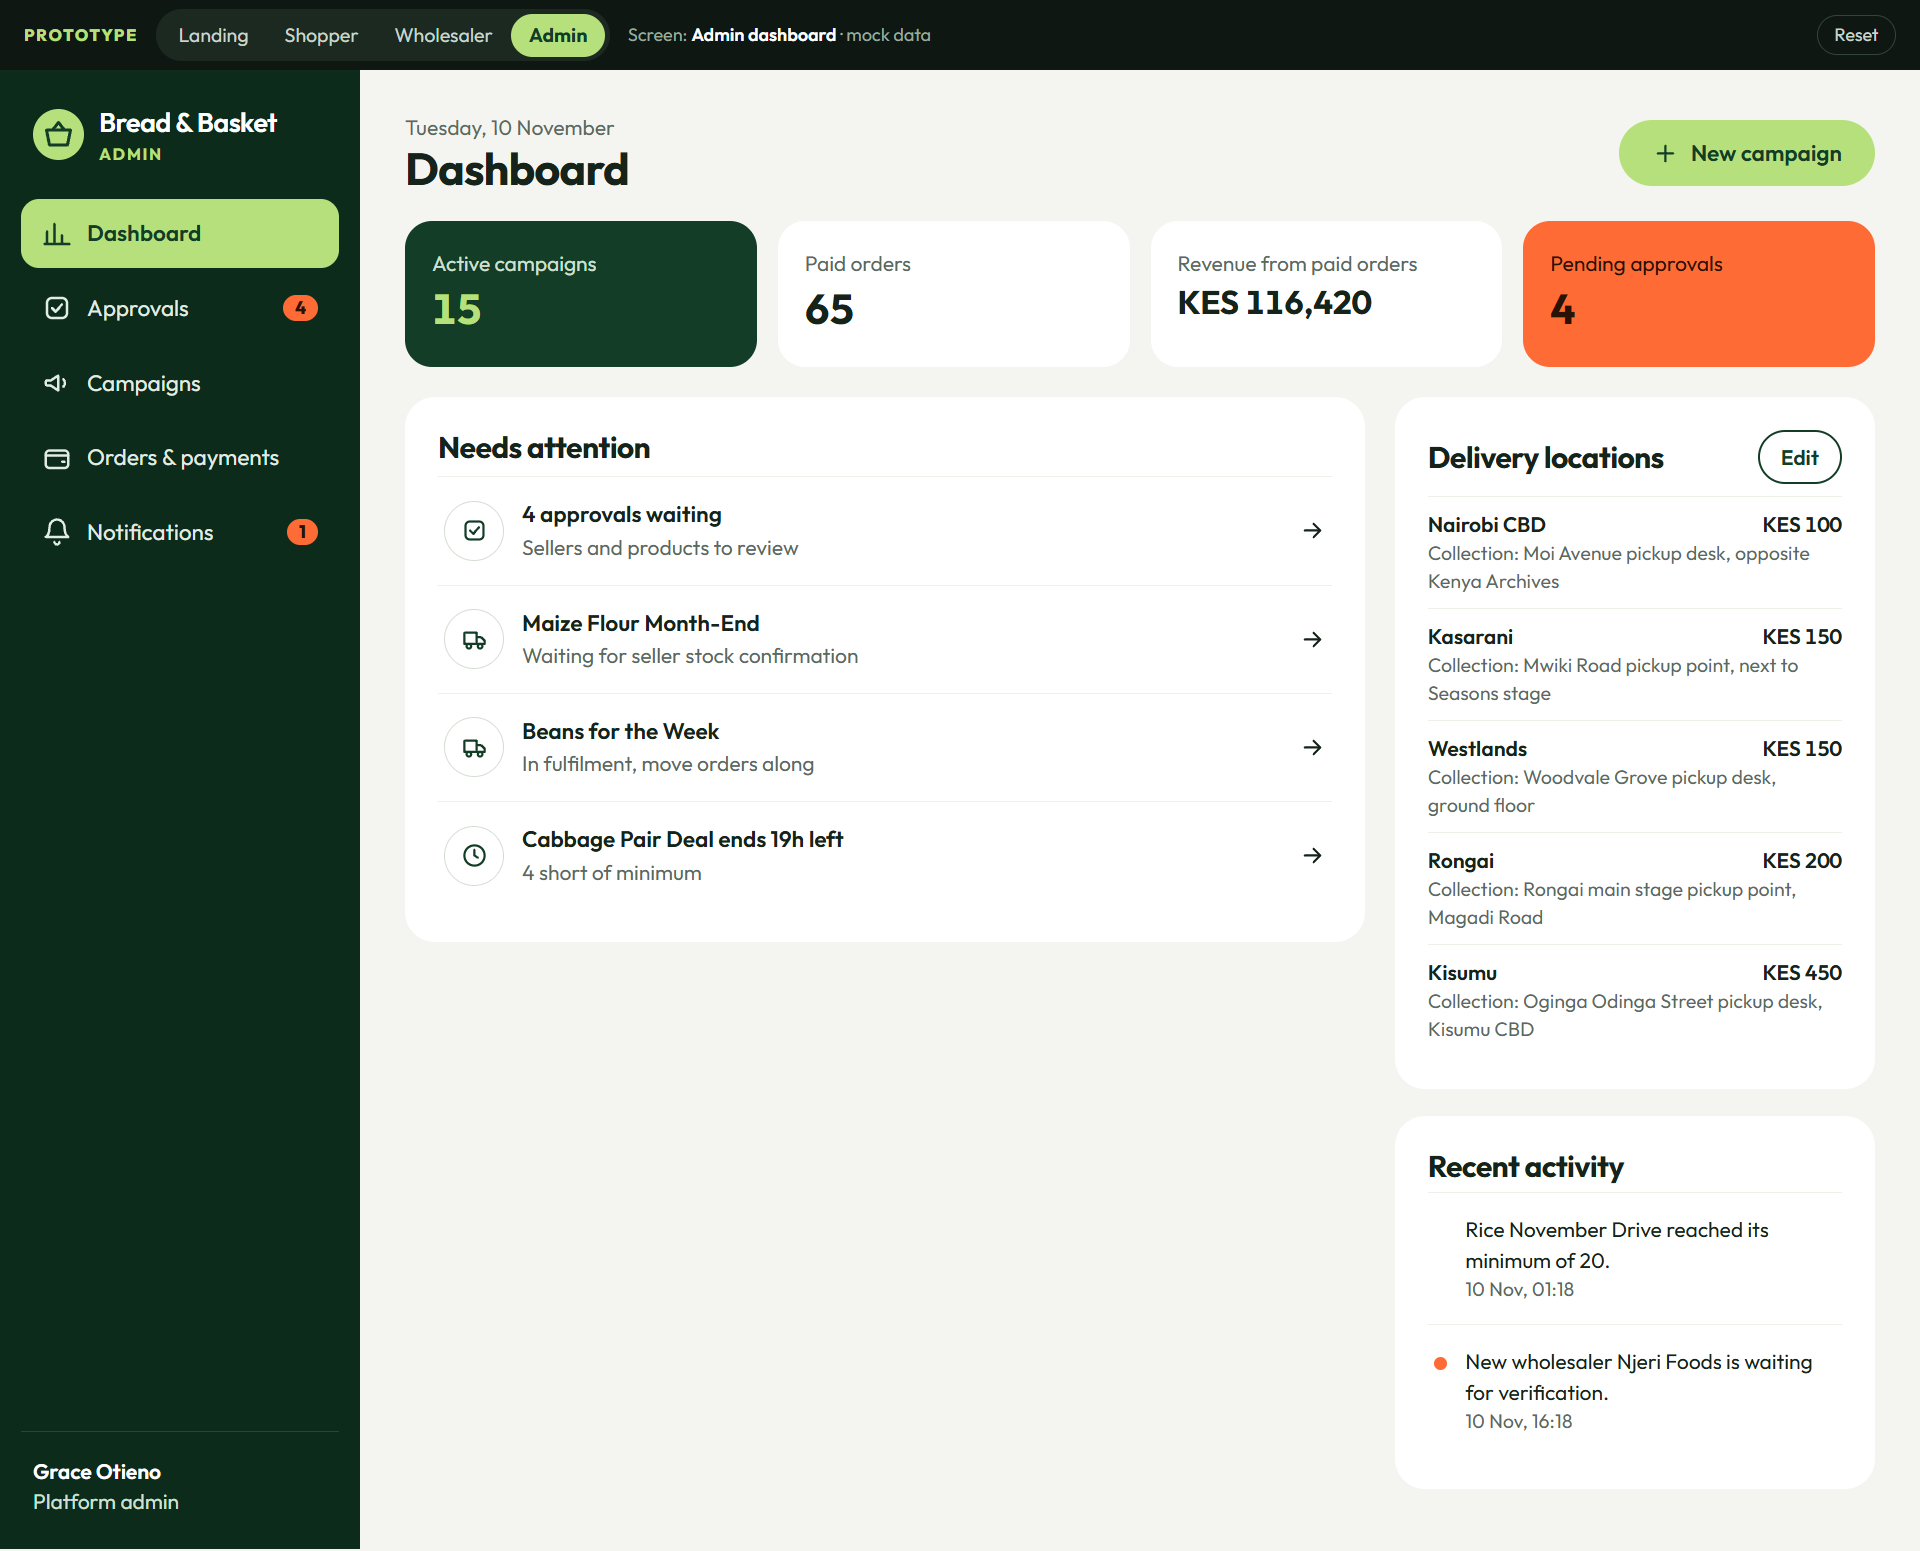 PROTOTYPE
Landing
Shopper
Wholesaler
Admin
Screen: Admin dashboard · mock data
Reset
Bread & Basket
ADMIN
Dashboard
Approvals
4
Campaigns
Orders & payments
Notifications
1
Grace Otieno
Platform admin
Tuesday, 10 November
Dashboard
New campaign
Active campaigns
15
Paid orders
65
Revenue from paid orders
KES 116,420
Pending approvals
4
Needs attention
4 approvals waiting
Sellers and products to review
Maize Flour Month-End
Waiting for seller stock confirmation
Beans for the Week
In fulfilment, move orders along
Cabbage Pair Deal ends 19h left
4 short of minimum
Delivery locations
Edit
Nairobi CBD
KES 100
Collection: Moi Avenue pickup desk, opposite
Kenya Archives
Kasarani
KES 150
Collection: Mwiki Road pickup point, next to
Seasons stage
Westlands
KES 150
Collection: Woodvale Grove pickup desk,
ground floor
Rongai
KES 200
Collection: Rongai main stage pickup point,
Magadi Road
Kisumu
KES 450
Collection: Oginga Odinga Street pickup desk,
Kisumu CBD
Recent activity
Rice November Drive reached its
minimum of 20.
10 Nov, 01:18
New wholesaler Njeri Foods is waiting
for verification.
10 Nov, 16:18